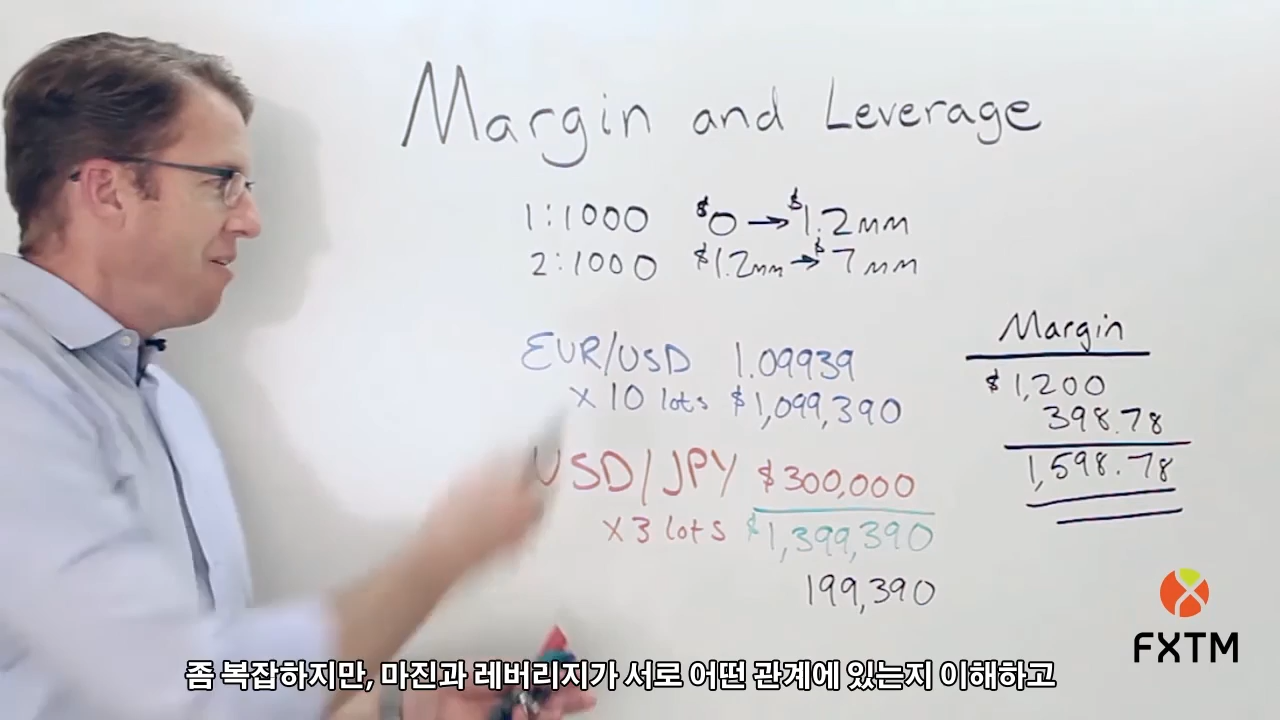 Margin and Leverage
1:1000 $0 → $1.2mm
2:1000 $1.2mm → $7mm
EUR/USD 1.09939
x 10 lots $1,099,390
USD/JPY $300,000
x 3 lots $1,399,390
199,390
Margin
$1,200
398.78
1,598.78
FXTM
좀 복잡하지만, 마진과 레버리지가 서로 어떤 관계에 있는지 이해하고